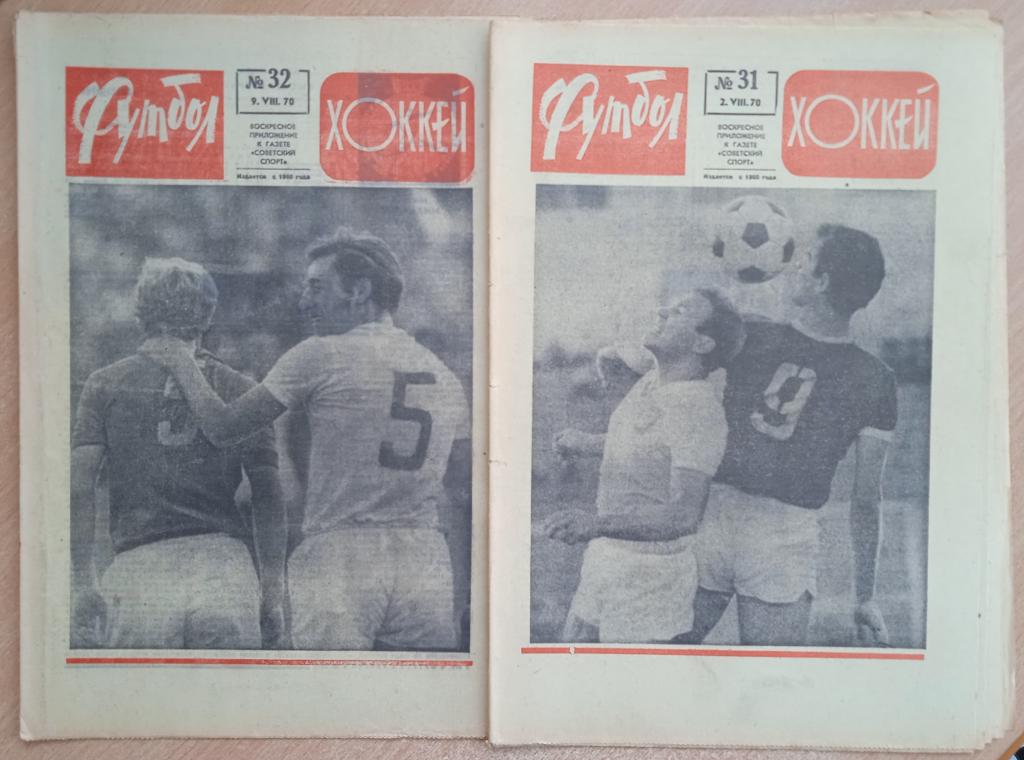 Футбол
№ 32
9. VIII. 70
ВОСКРЕСНОЕ
ПРИЛОЖЕНИЕ
К ГАЗЕТЕ
«СОВЕТСКИЙ
СПОРТ»
Издается с 1960 года
ХОККЕЙ
5
Футбол
№ 31
2. VIII. 70
ВОСКРЕСНОЕ
ПРИЛОЖЕНИЕ
К ГАЗЕТЕ
«СОВЕТСКИЙ
СПОРТ»
Издается с 1960 года
ХОККЕЙ
9